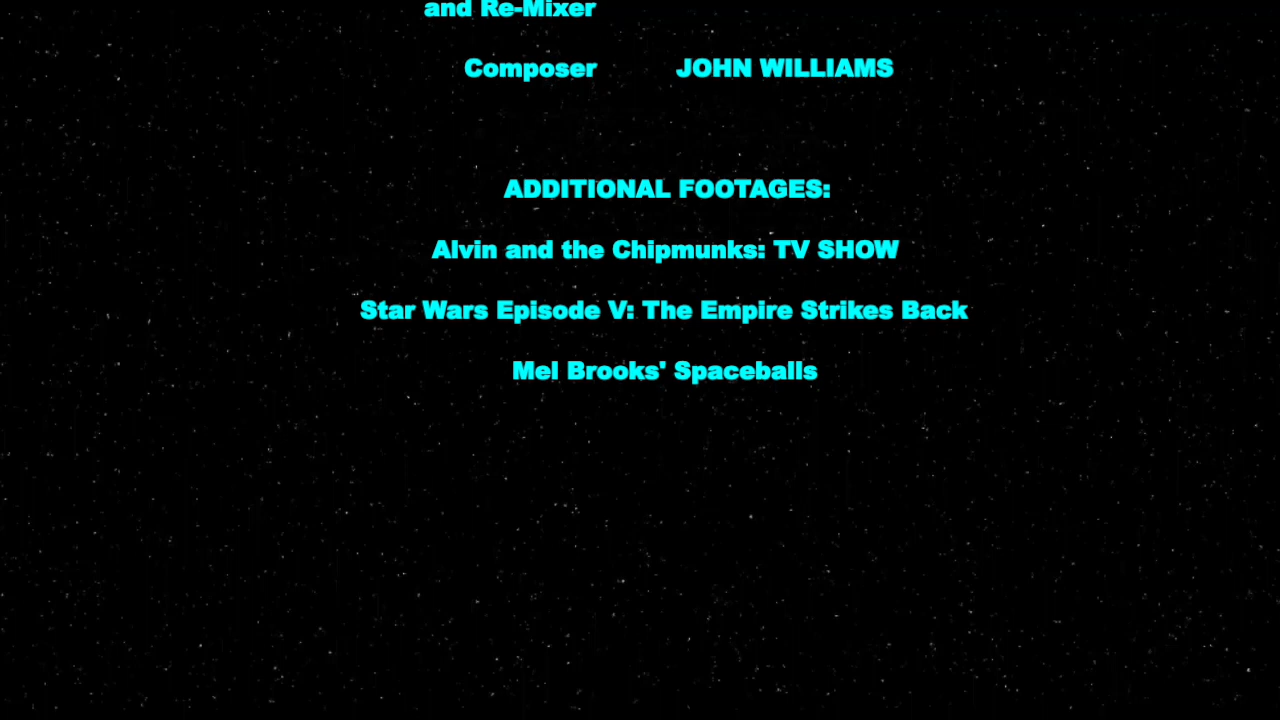 and Re-Mixer
Composer JOHN WILLIAMS
ADDITIONAL FOOTAGES:
Alvin and the Chipmunks: TV SHOW
Star Wars Episode V: The Empire Strikes Back
Mel Brooks' Spaceballs